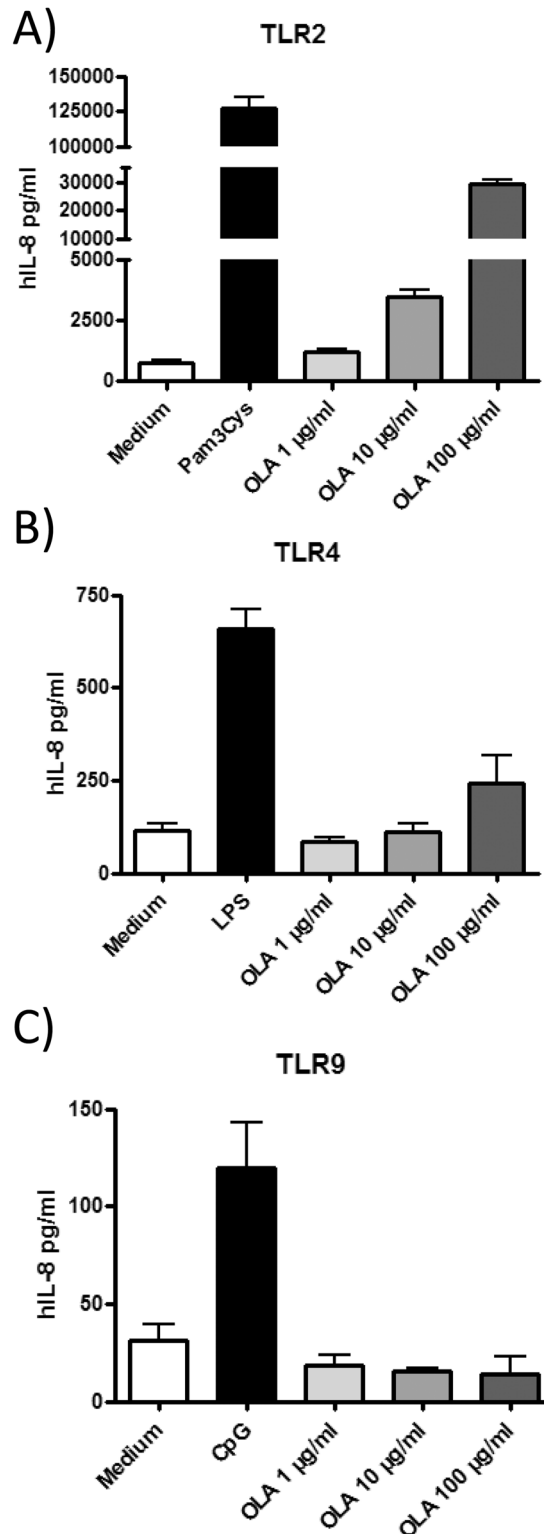 A)
TLR2
hIL-8 pg/ml
150000
125000
100000
30000
20000
10000
5000
2500
0
Medium
Pam3Cys
OLA 1 µg/ml
OLA 10 µg/ml
OLA 100 µg/ml
B)
TLR4
hIL-8 pg/ml
750
500
250
0
Medium
LPS
OLA 1 µg/ml
OLA 10 µg/ml
OLA 100 µg/ml
C)
TLR9
hIL-8 pg/ml
150
100
50
0
Medium
CpG
OLA 1 µg/ml
OLA 10 µg/ml
OLA 100 µg/ml